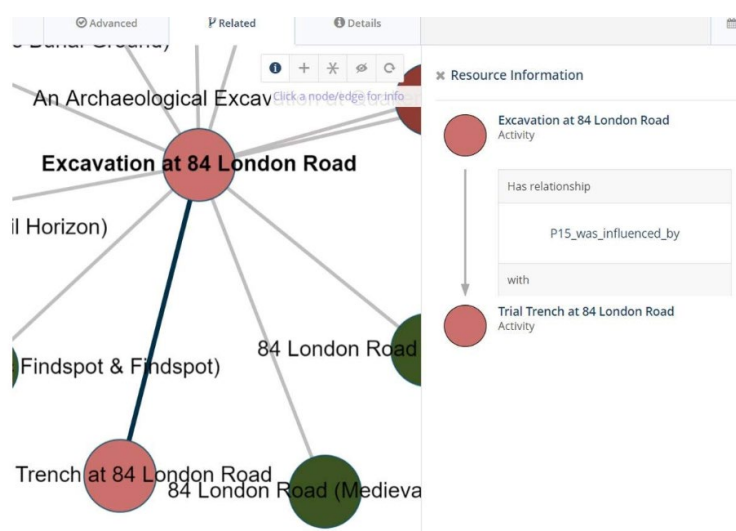 Advanced
Related
Details
Burial Ground)
An Archaeological Excav
Click a node/edge for info
Excavation at 84 London Road
il Horizon)
84 London Road
Findspot & Findspot)
Trench at 84 London Road
84 London Road (Medieva
Resource Information
Excavation at 84 London Road
Activity
Has relationship
P15_was_influenced_by
with
Trial Trench at 84 London Road
Activity